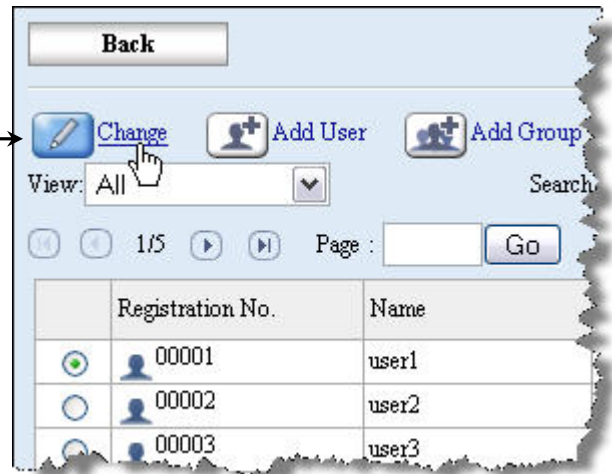 Back
Change Add User Add Group
View: All Search
1/5 Page : Go
Registration No. Name
00001 user1
00002 user2
00003 user3